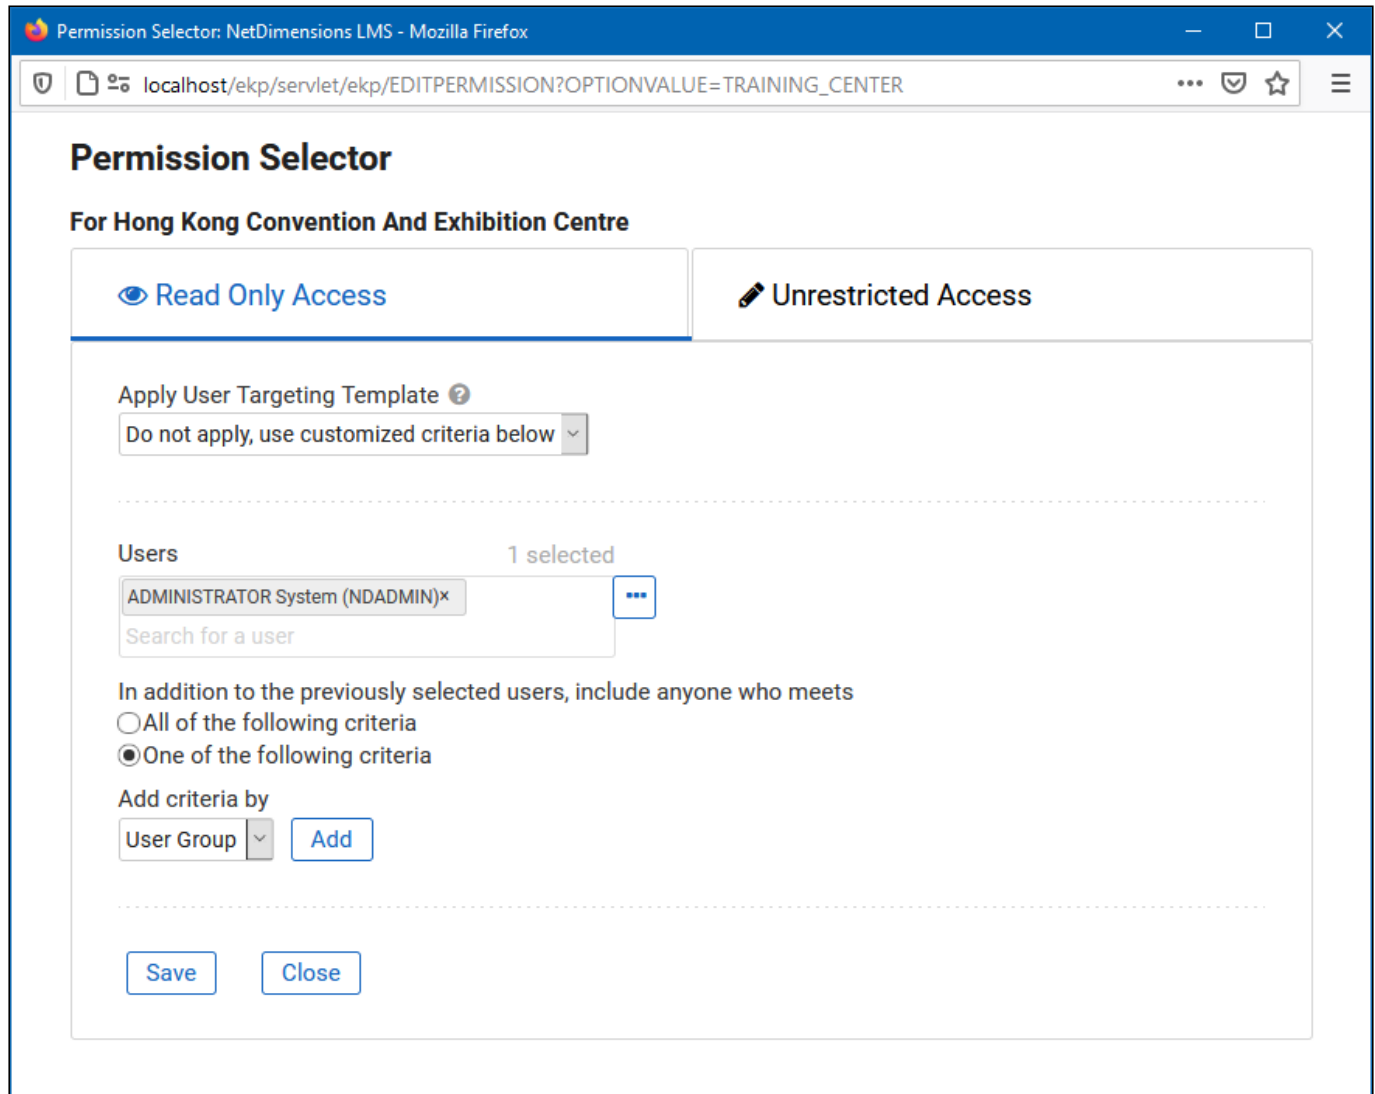 Permission Selector: NetDimensions LMS - Mozilla Firefox
localhost/ekp/servlet/ekp/EDITPERMISSION?OPTIONVALUE=TRAINING_CENTER
Permission Selector
For Hong Kong Convention And Exhibition Centre
Read Only Access
Unrestricted Access
Apply User Targeting Template ?
Do not apply, use customized criteria below
Users 1 selected
ADMINISTRATOR System (NDADMIN)×
Search for a user
In addition to the previously selected users, include anyone who meets
All of the following criteria
One of the following criteria
Add criteria by
User Group Add
Save Close